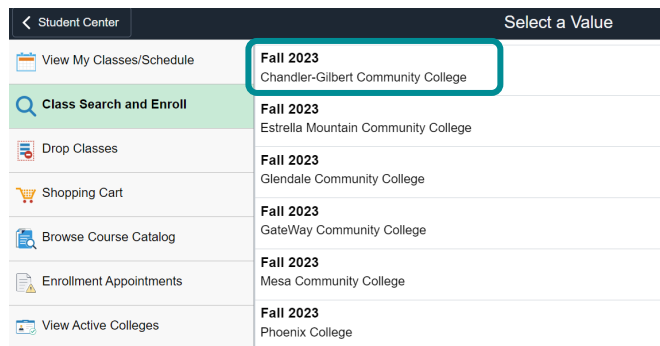 Student Center
Select a Value
View My Classes/Schedule
Class Search and Enroll
Drop Classes
Shopping Cart
Browse Course Catalog
Enrollment Appointments
View Active Colleges
Fall 2023
Chandler-Gilbert Community College
Fall 2023
Estrella Mountain Community College
Fall 2023
Glendale Community College
Fall 2023
GateWay Community College
Fall 2023
Mesa Community College
Fall 2023
Phoenix College